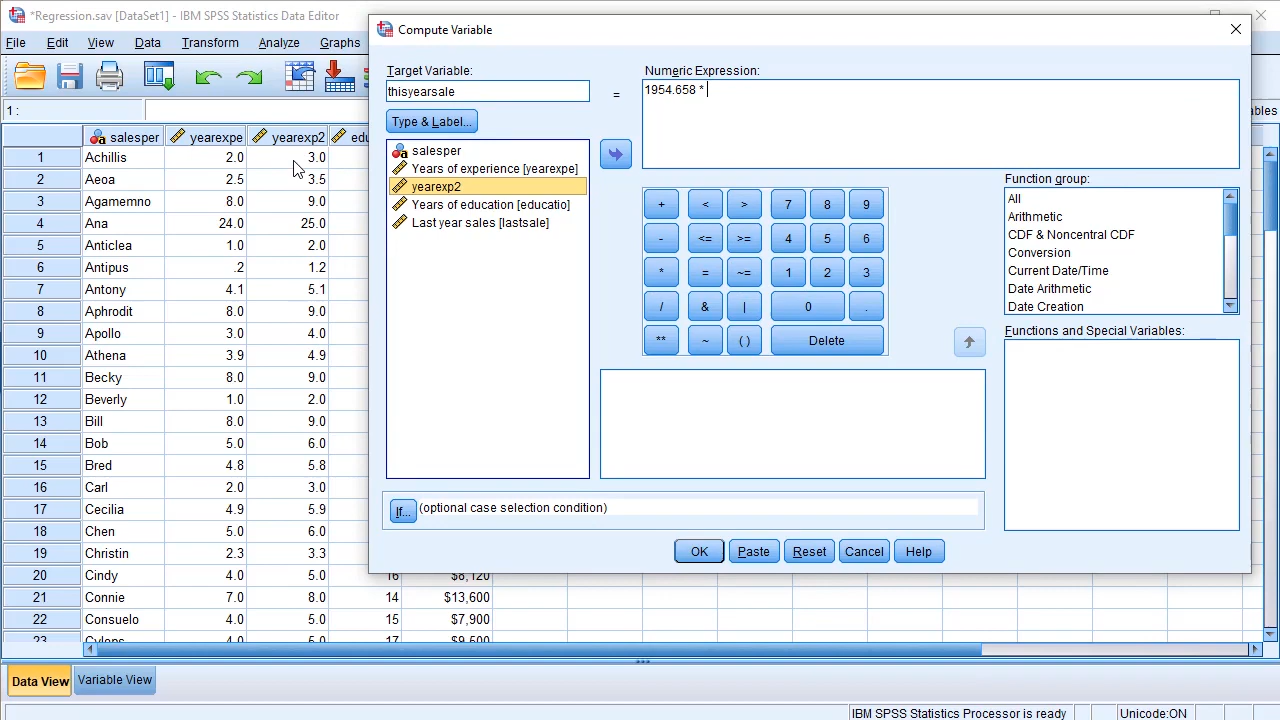 *Regression.sav [DataSet1] - IBM SPSS Statistics Data Editor
File Edit View Data Transform Analyze Graphs
1 :
ables
salesper yearexpe yearexp2 edu
1 Achillis 2.0 3.0
2 Aeoa 2.5 3.5
3 Agamemno 8.0 9.0
4 Ana 24.0 25.0
5 Anticlea 1.0 2.0
6 Antipus .2 1.2
7 Antony 4.1 5.1
8 Aphrodit 8.0 9.0
9 Apollo 3.0 4.0
10 Athena 3.9 4.9
11 Becky 8.0 9.0
12 Beverly 1.0 2.0
13 Bill 8.0 9.0
14 Bob 5.0 6.0
15 Bred 4.8 5.8
16 Carl 2.0 3.0
17 Cecilia 4.9 5.9
18 Chen 5.0 6.0
19 Christin 2.3 3.3
20 Cindy 4.0 5.0 16 $8,120
21 Connie 7.0 8.0 14 $13,600
22 Consuelo 4.0 5.0 15 $7,900
23 Cylops 4.0 5.0 17 $9,500
Data View Variable View
IBM SPSS Statistics Processor is ready Unicode:ON
Compute Variable
Target Variable:
thisyearsale
=
Numeric Expression:
1954.658 *
Type & Label...
salesper
Years of experience [yearexpe]
yearexp2
Years of education [educatio]
Last year sales [lastsale]
+ < > 7 8 9
- <= >= 4 5 6
* = ~= 1 2 3
/ & | 0 .
** ~ ( ) Delete
Function group:
All
Arithmetic
CDF & Noncentral CDF
Conversion
Current Date/Time
Date Arithmetic
Date Creation
Functions and Special Variables:
If... (optional case selection condition)
OK Paste Reset Cancel Help